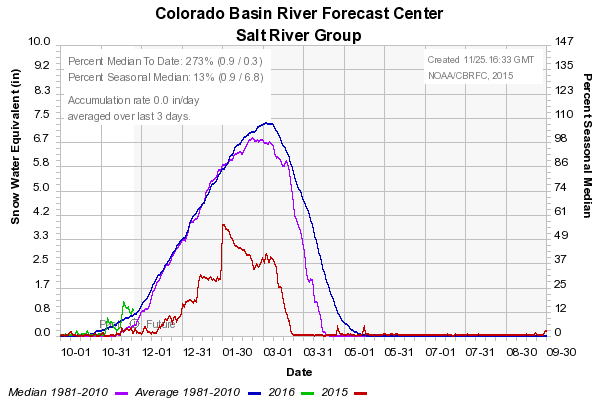 Colorado Basin River Forecast Center
Salt River Group
10.0
9.2
8.3
7.5
6.7
5.8
5.0
4.2
3.3
2.5
1.7
0.8
0.0
Snow Water Equivalent (in)
Percent Median To Date: 273% (0.9 / 0.3)
Percent Seasonal Median: 13% (0.9 / 6.8)
Accumulation rate 0.0 in/day
averaged over last 3 days.
Created 11/25.16:33 GMT
NOAA/CBRFC, 2015
Future
147
135
123
110
98
86
74
61
49
37
25
12
0
Percent Seasonal Median
10-01 10-31 12-01 12-31 01-30 03-01 03-31 05-01 05-31 07-01 07-31 08-30 09-30
Date
Median 1981-2010 Average 1981-2010 2016 2015